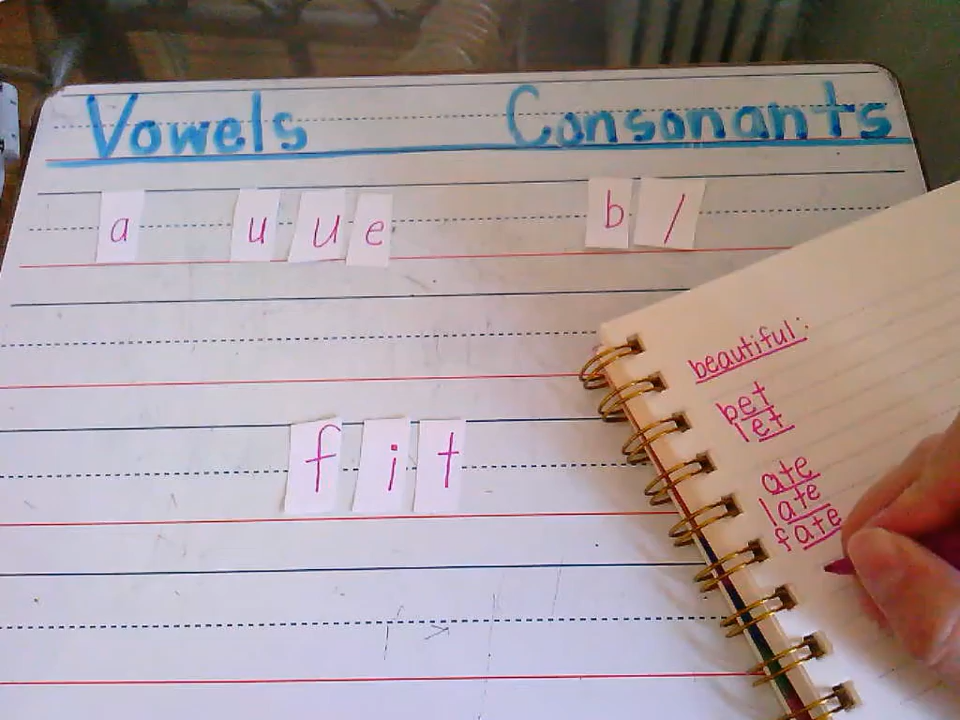 Vowels Consonants
a u u e b l
f i t
beautiful:
bet
let
ate
late
fate